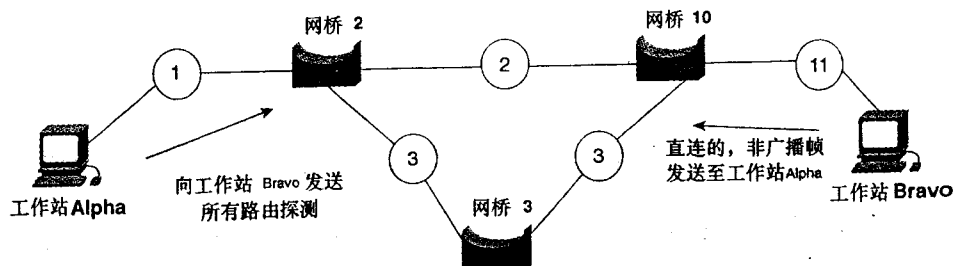 网桥 2
网桥 10
1
2
11
3
3
直连的，非广播帧
发送至工作站Alpha
向工作站 Bravo 发送
所有路由探测
工作站Alpha
工作站 Bravo
网桥 3